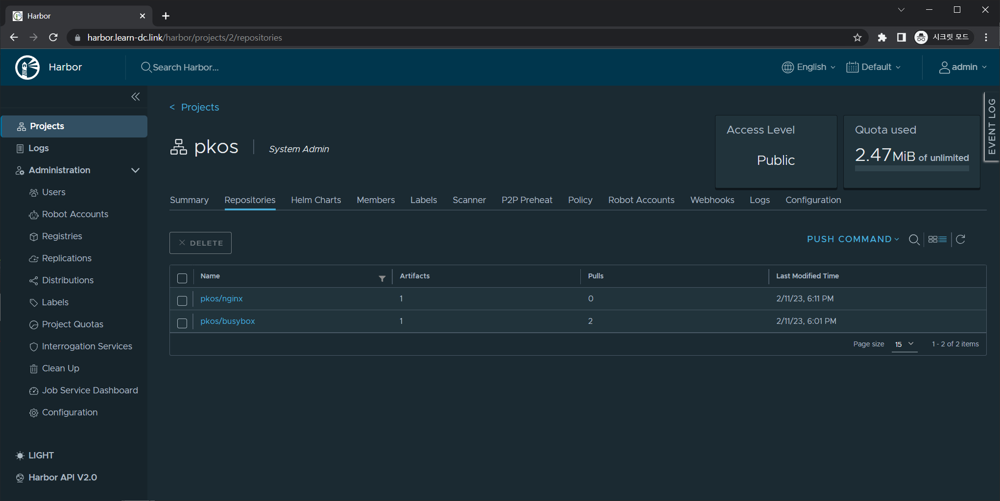 Harbor
harbor.learn-dc.link/harbor/projects/2/repositories
시크릿 모드
Harbor
Search Harbor...
English
Default
admin
Projects
Logs
Administration
Users
Robot Accounts
Registries
Replications
Distributions
Labels
Project Quotas
Interrogation Services
Clean Up
Job Service Dashboard
Configuration
LIGHT
Harbor API V2.0
< Projects
pkos
System Admin
Access Level
Public
Quota used
2.47MiB of unlimited
EVENT LOG
Summary Repositories Helm Charts Members Labels Scanner P2P Preheat Policy Robot Accounts Webhooks Logs Configuration
DELETE
PUSH COMMAND
Name Artifacts Pulls Last Modified Time
pkos/nginx 1 0 2/11/23, 6:11 PM
pkos/busybox 1 2 2/11/23, 6:01 PM
Page size 15 1 - 2 of 2 items